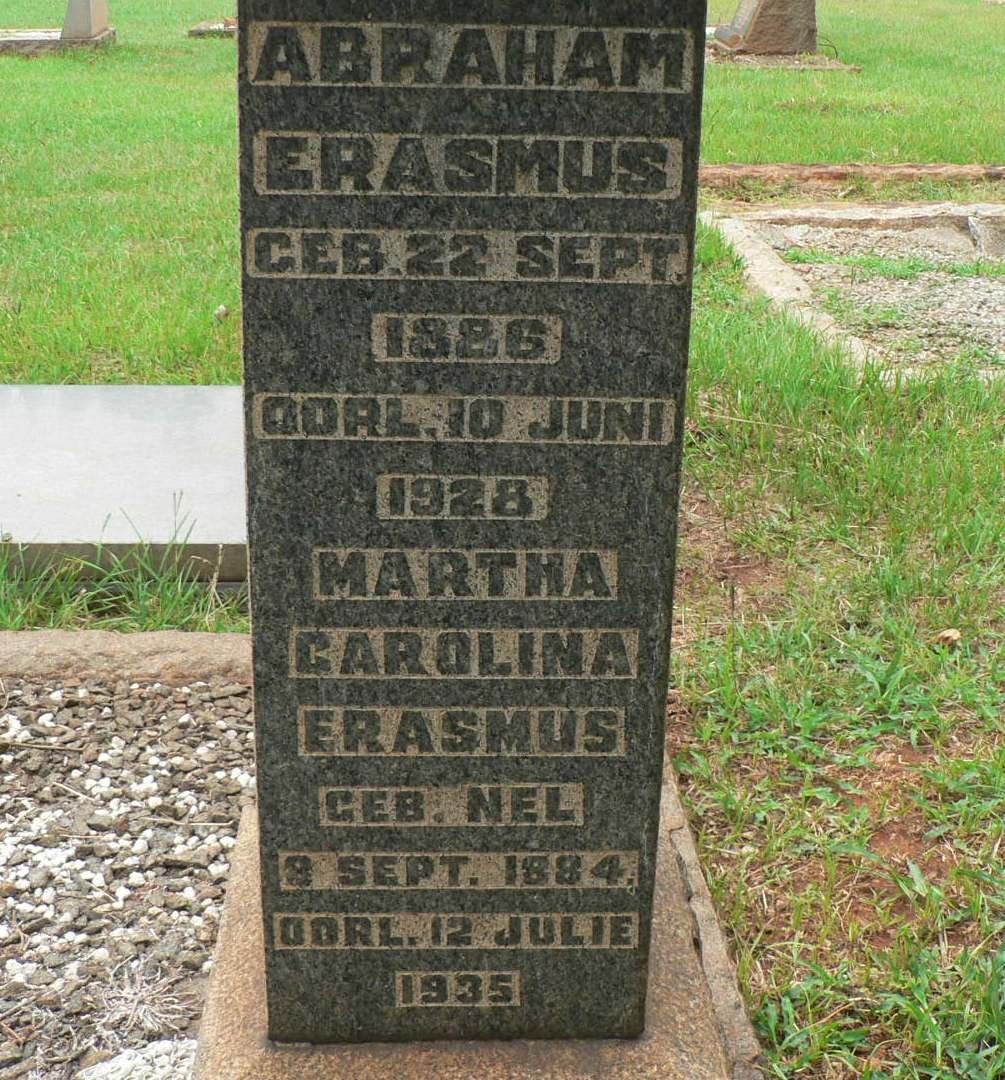 ABRAHAM
ERASMUS
GEB. 22 SEPT.
1886
OORL. 10 JUNI
1928
MARTHA
CAROLINA
ERASMUS
GEB. NEL
9 SEPT. 1884.
OORL. 12 JULIE
1935